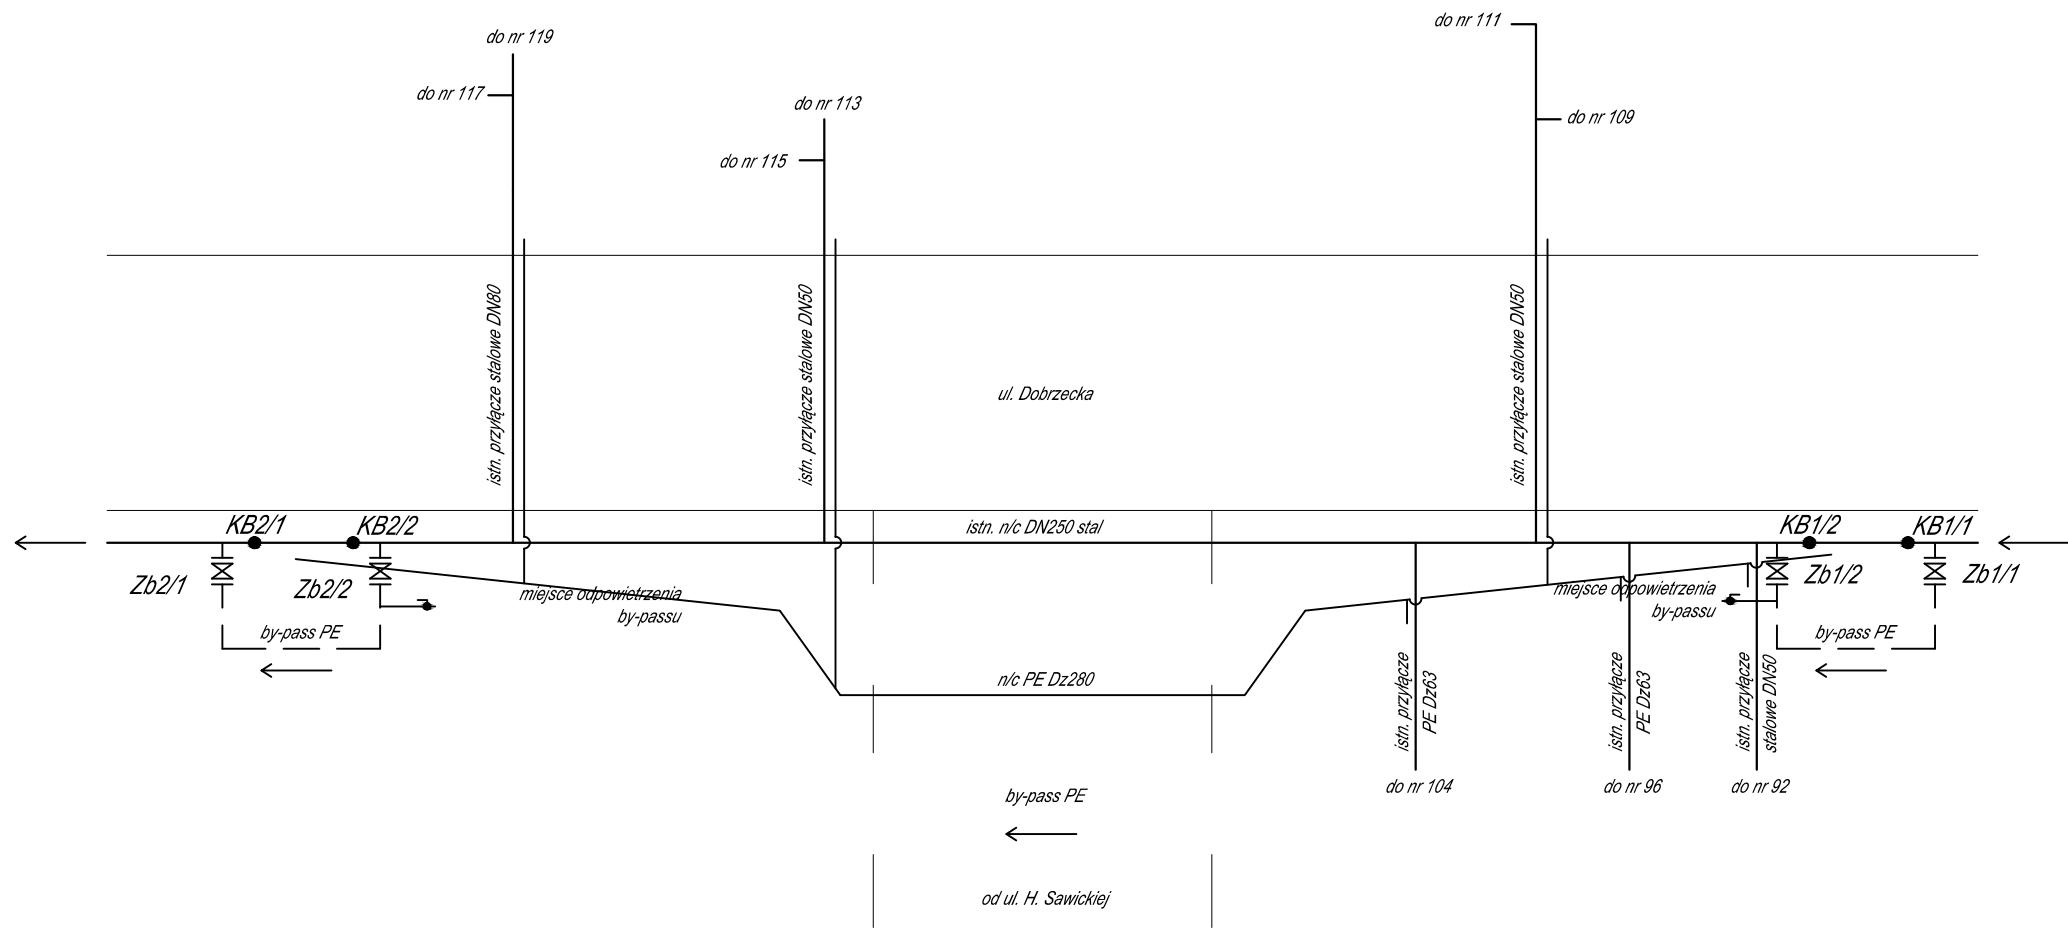 do nr 111
do nr 119
do nr 117
do nr 113
do nr 109
do nr 115
istn. przyłącze stalowe DN80
istn. przyłącze stalowe DN50
istn. przyłącze stalowe DN50
ul. Dobrzecka
KB2/1
KB2/2
istn. n/c DN250 stal
KB1/2
KB1/1
Zb2/1
Zb2/2
Zb1/2
Zb1/1
miejsce odpowietrzenia
by-passu
miejsce odpowietrzenia
by-passu
by-pass PE
by-pass PE
n/c PE Dz280
istn. przyłącze
PE Dz63
istn. przyłącze
PE Dz63
istn. przyłącze
stalowe DN50
do nr 104
do nr 96
do nr 92
by-pass PE
od ul. H. Sawickiej